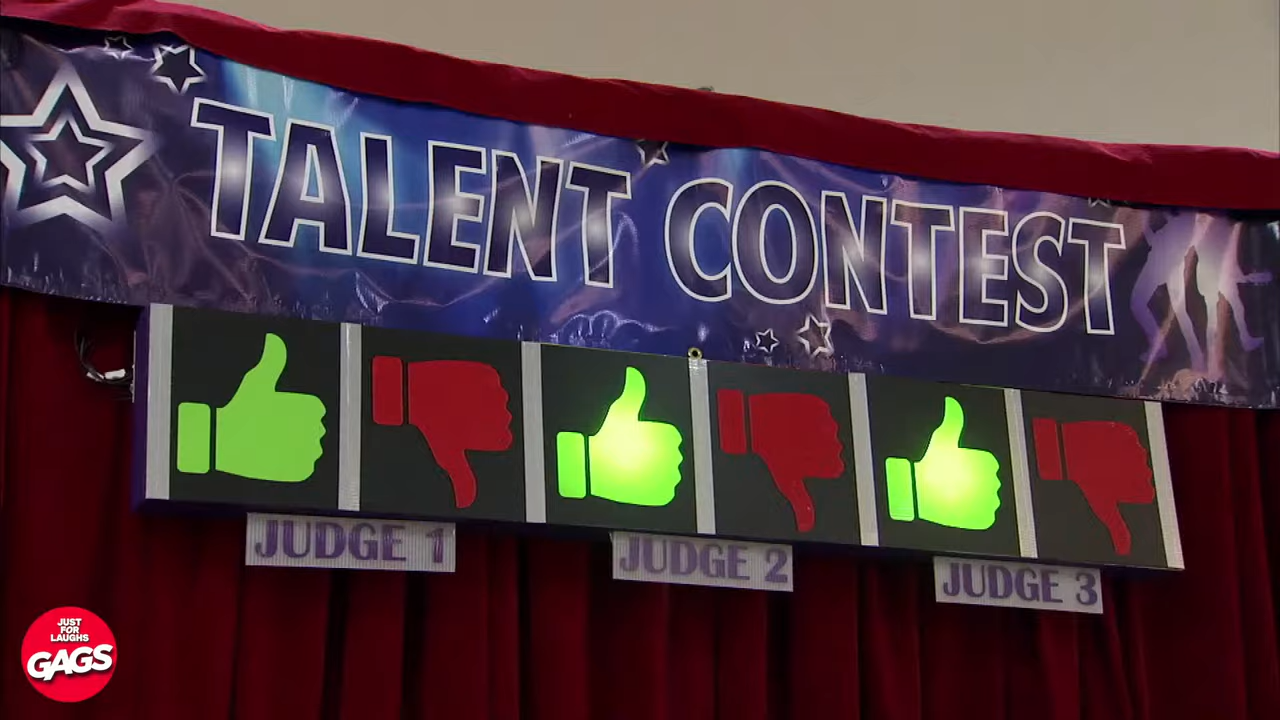 TALENT CONTEST
JUDGE 1
JUDGE 2
JUDGE 3
JUST
FOR
LAUGHS
GAGS